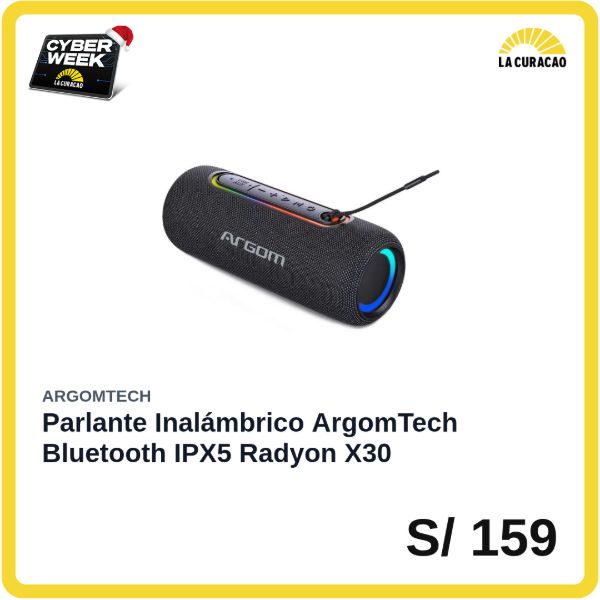 CYBER
WEEK
LA CURACAO
LA CURACAO
ARGOM
ARGOMTECH
Parlante Inalámbrico ArgomTech
Bluetooth IPX5 Radyon X30
S/ 159